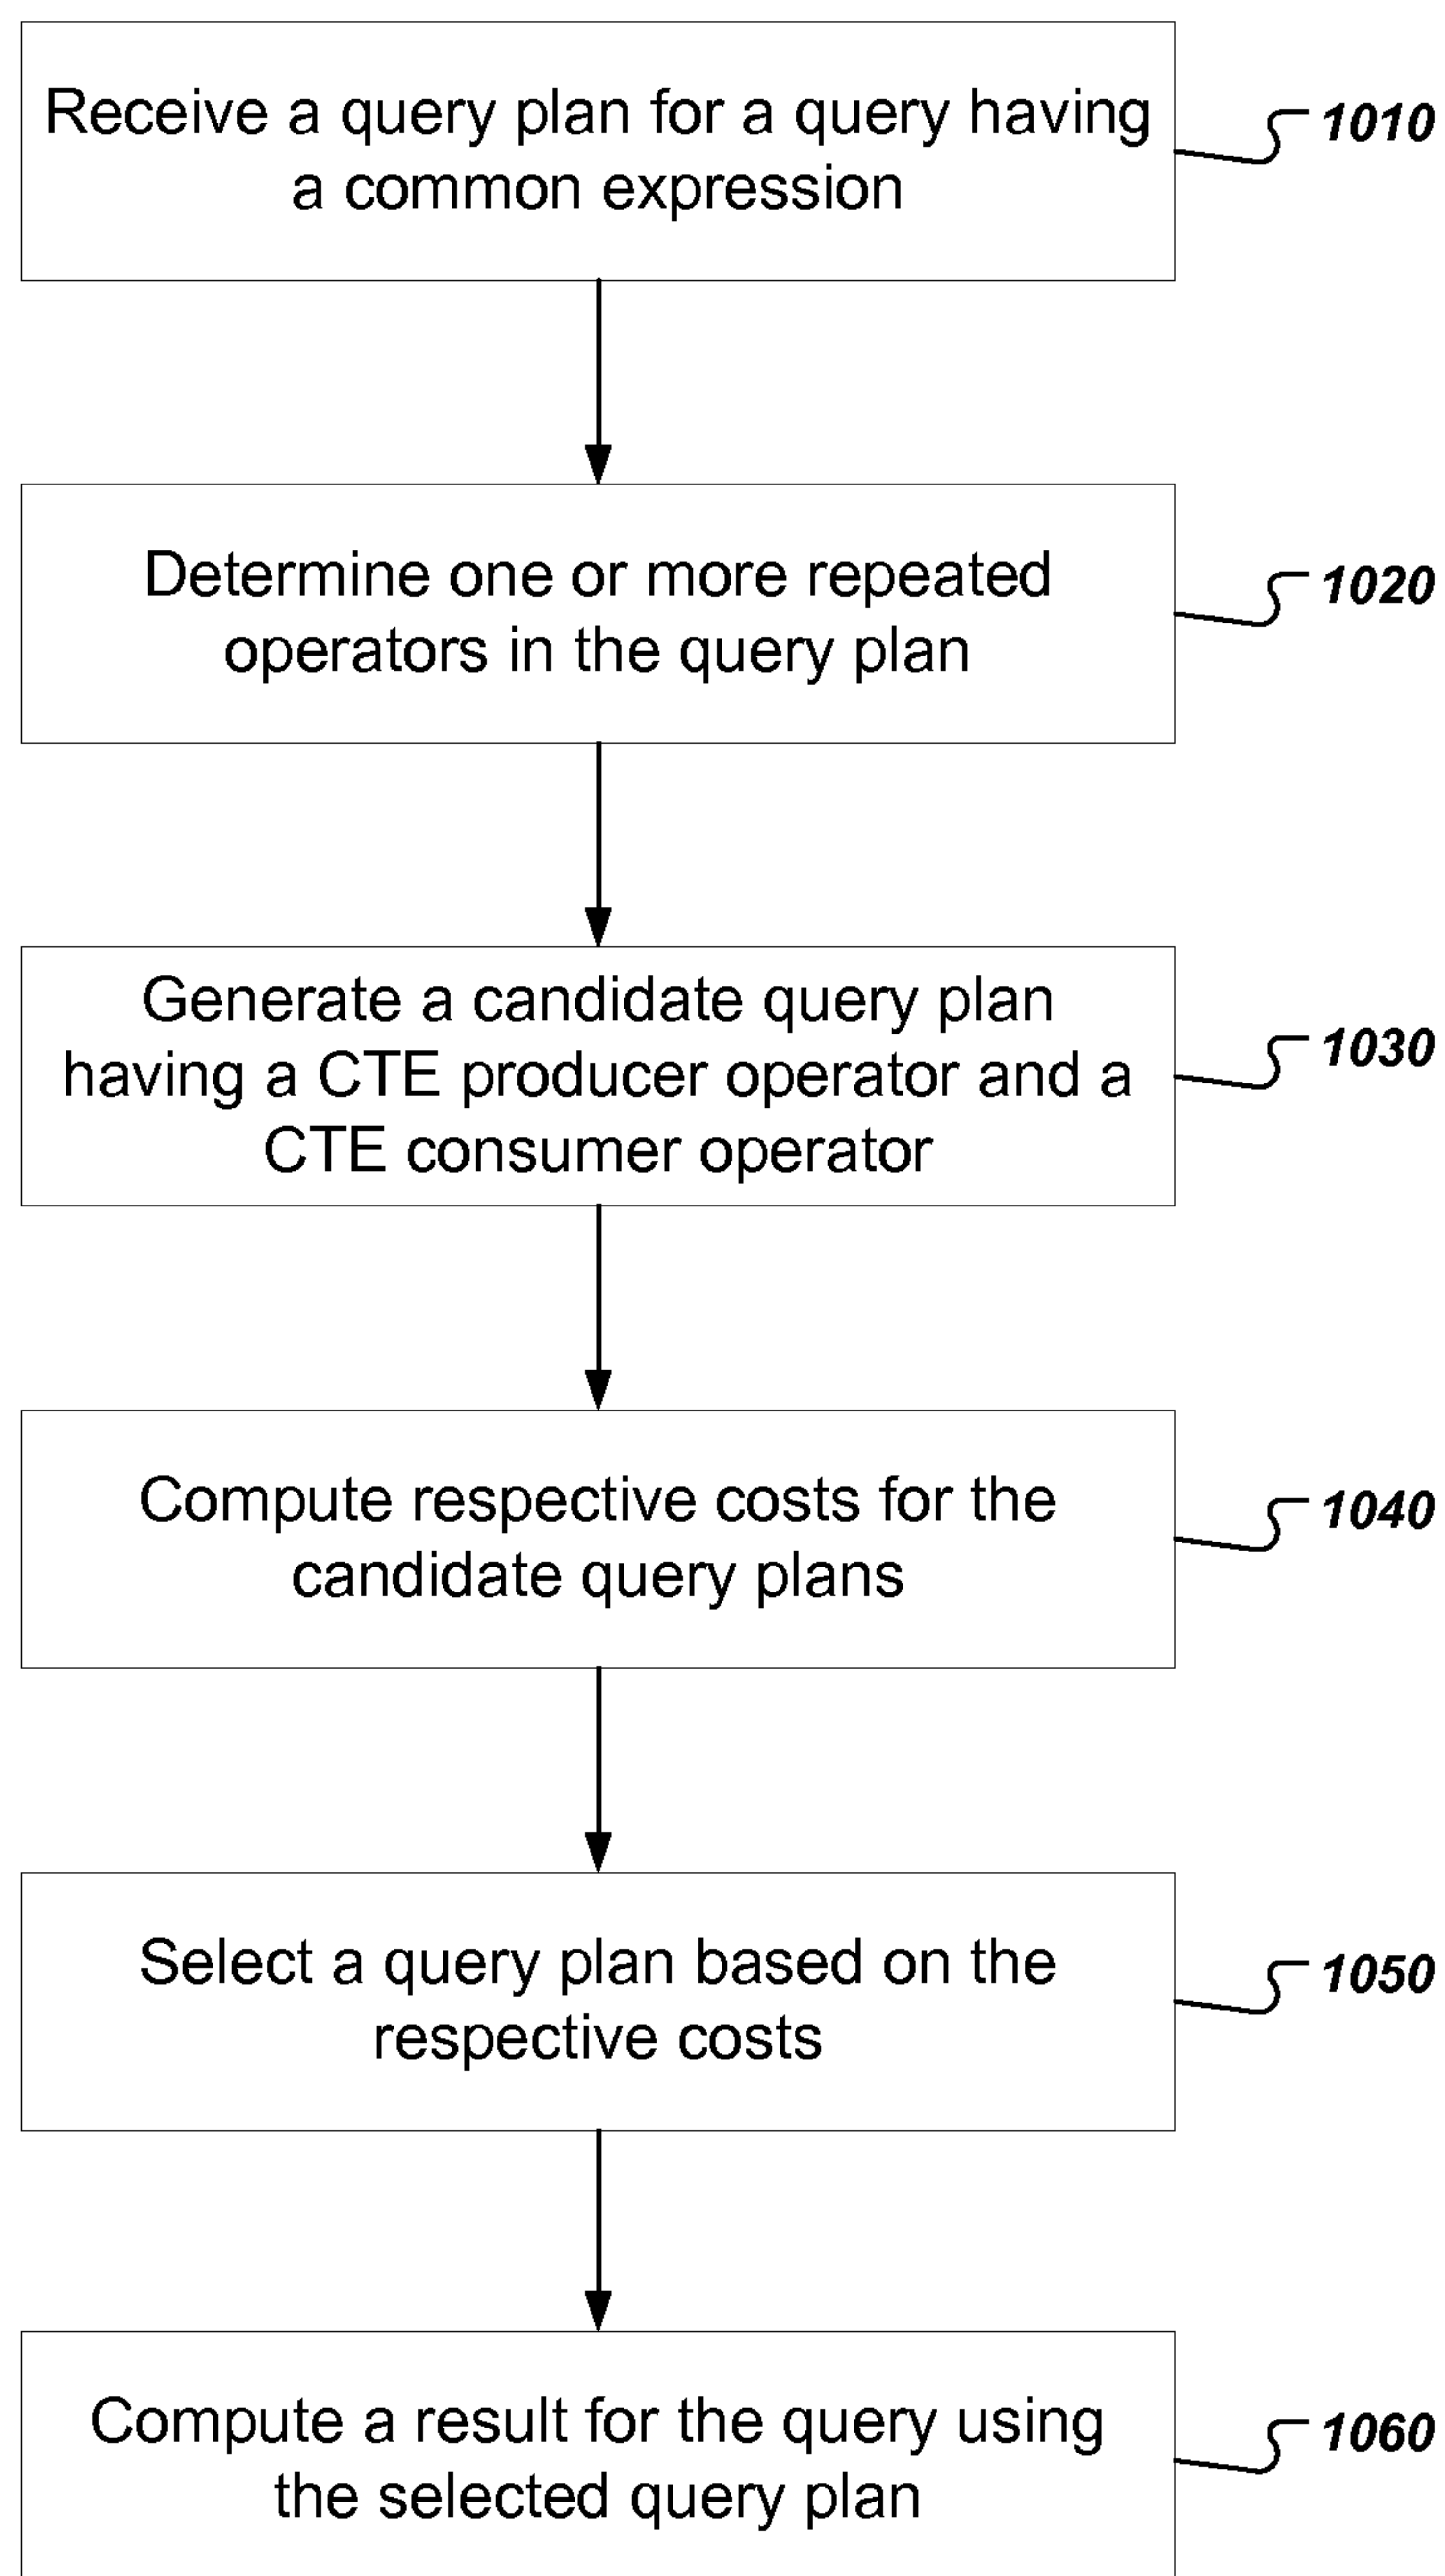 Receive a query plan for a query having
a common expression
1010
Determine one or more repeated
operators in the query plan
1020
Generate a candidate query plan
having a CTE producer operator and a
CTE consumer operator
1030
Compute respective costs for the
candidate query plans
1040
Select a query plan based on the
respective costs
1050
Compute a result for the query using
the selected query plan
1060